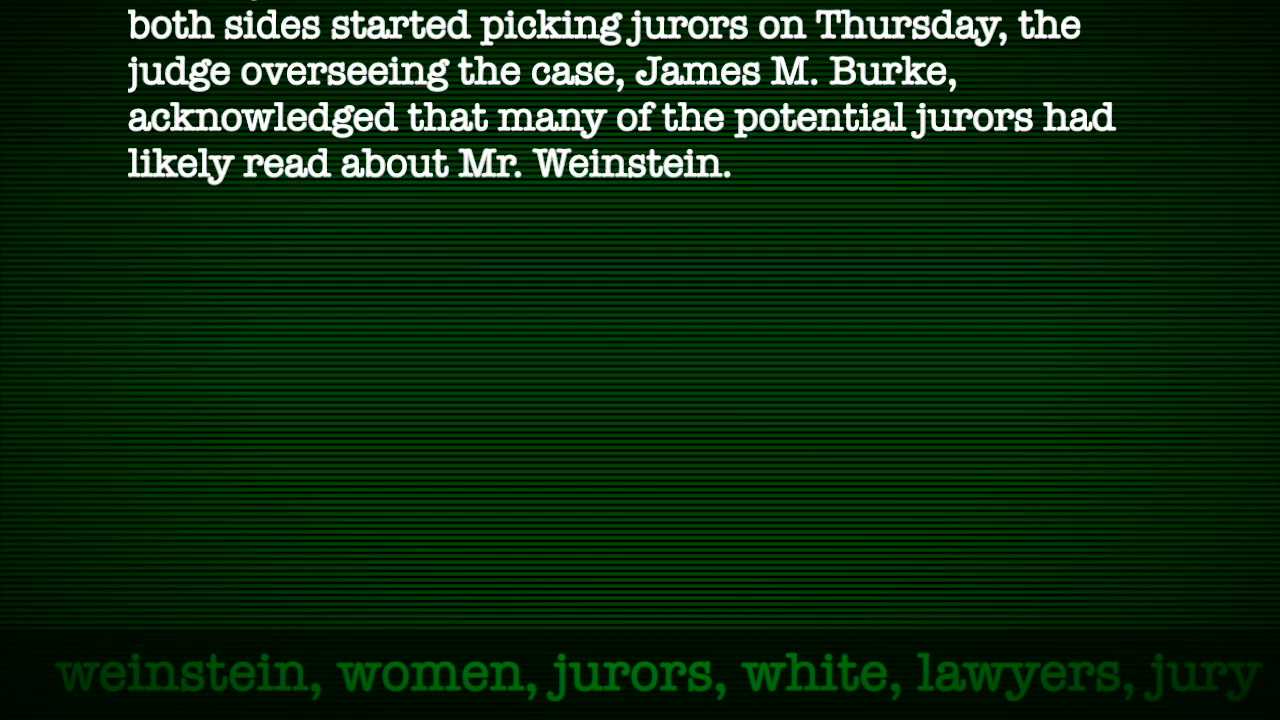 both sides started picking jurors on Thursday, the
judge overseeing the case, James M. Burke,
acknowledged that many of the potential jurors had
likely read about Mr. Weinstein.
weinstein, women, jurors, white, lawyers, jury